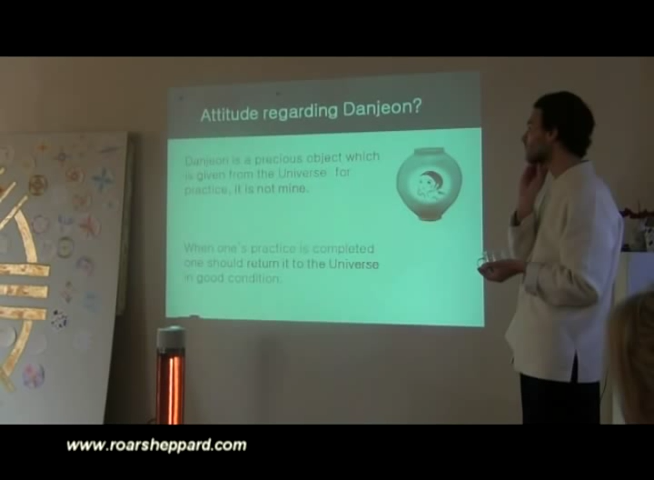 Attitude regarding Danjeon?
Danjeon is a precious object which
is given from the Universe for
practice, it is not mine.
When one's practice is completed
one should return it to the Universe
in good condition.
www.roarsheppard.com